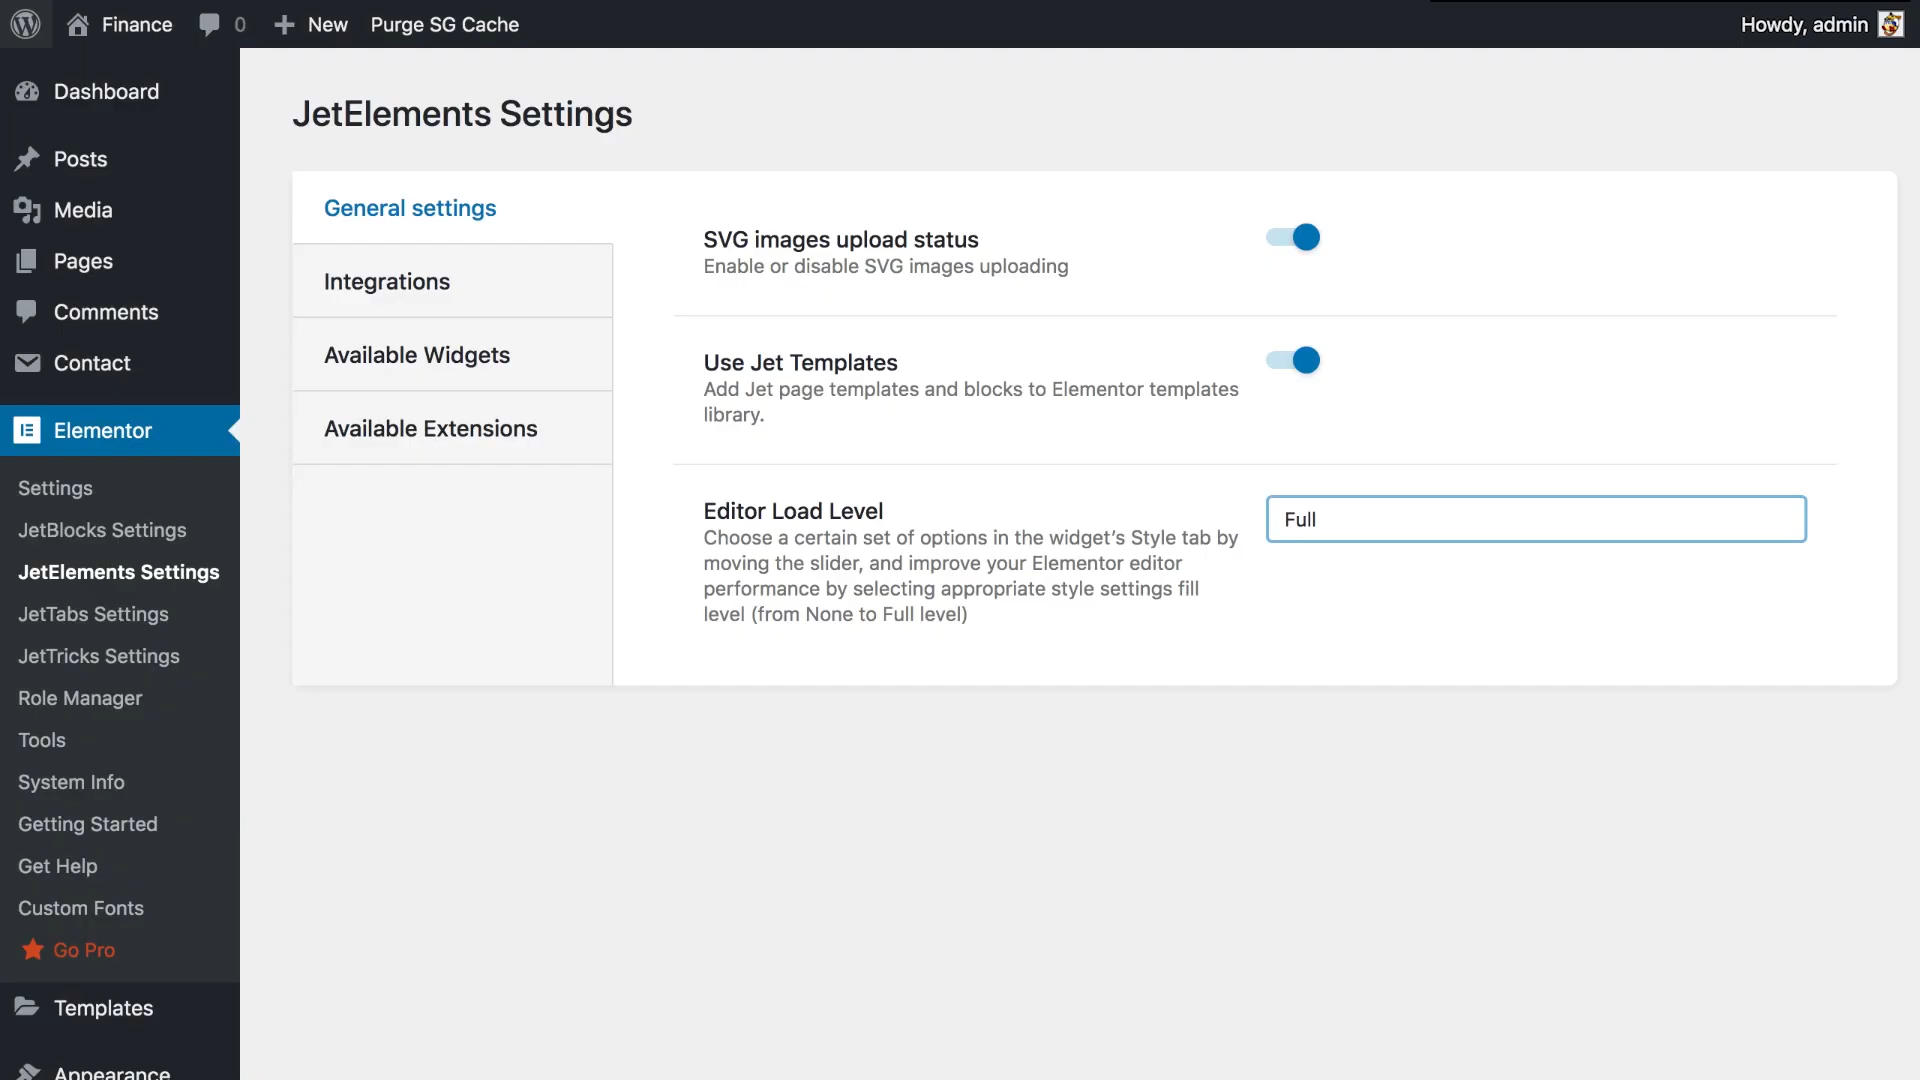 Finance
0
New
Purge SG Cache
Howdy, admin
Dashboard
Posts
Media
Pages
Comments
Contact
Elementor
Settings
JetBlocks Settings
JetElements Settings
JetTabs Settings
JetTricks Settings
Role Manager
Tools
System Info
Getting Started
Get Help
Custom Fonts
Go Pro
Templates
Appearance
JetElements Settings
General settings
Integrations
Available Widgets
Available Extensions
SVG images upload status
Enable or disable SVG images uploading
Use Jet Templates
Add Jet page templates and blocks to Elementor templates
library.
Editor Load Level
Choose a certain set of options in the widget’s Style tab by
moving the slider, and improve your Elementor editor
performance by selecting appropriate style settings fill
level (from None to Full level)
Full